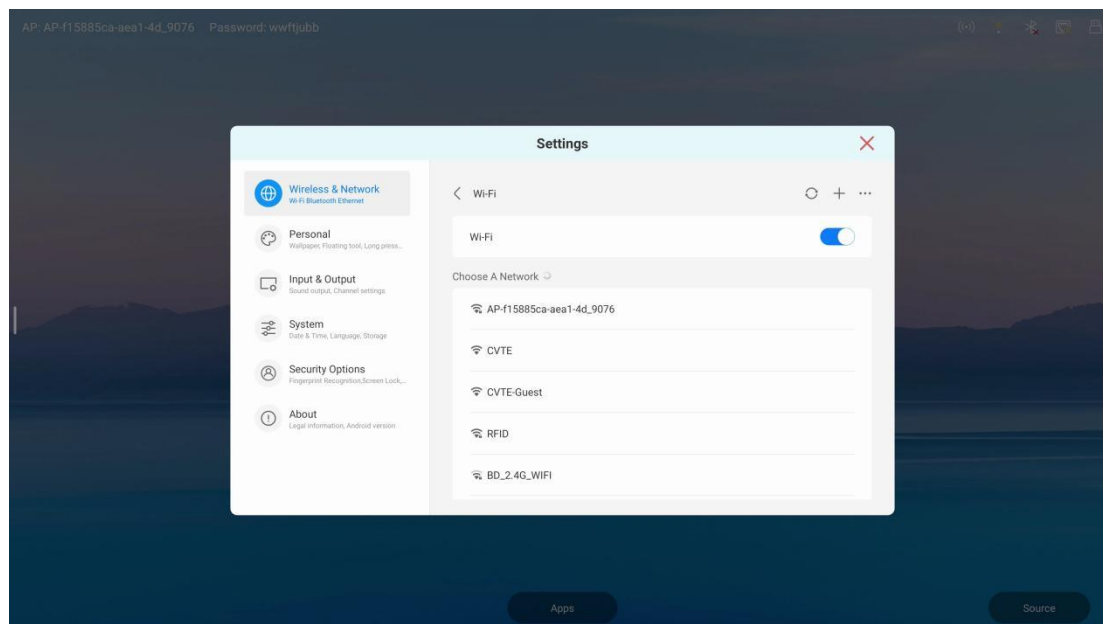 AP: AP-f15885ca-aea1-4d_9076 Password: wwftjubb
Settings
Wireless & Network
Wi-Fi Bluetooth Ethernet
Personal
Wallpaper, Floating tool, Long press...
Input & Output
Sound output, Channel settings
System
Date & Time, Language, Storage
Security Options
Fingerprint Recognition,Screen Lock,...
About
Legal information, Android version
Wi-Fi
Wi-Fi
Choose A Network
AP-f15885ca-aea1-4d_9076
CVTE
CVTE-Guest
RFID
BD_2.4G_WIFI
Apps
Source